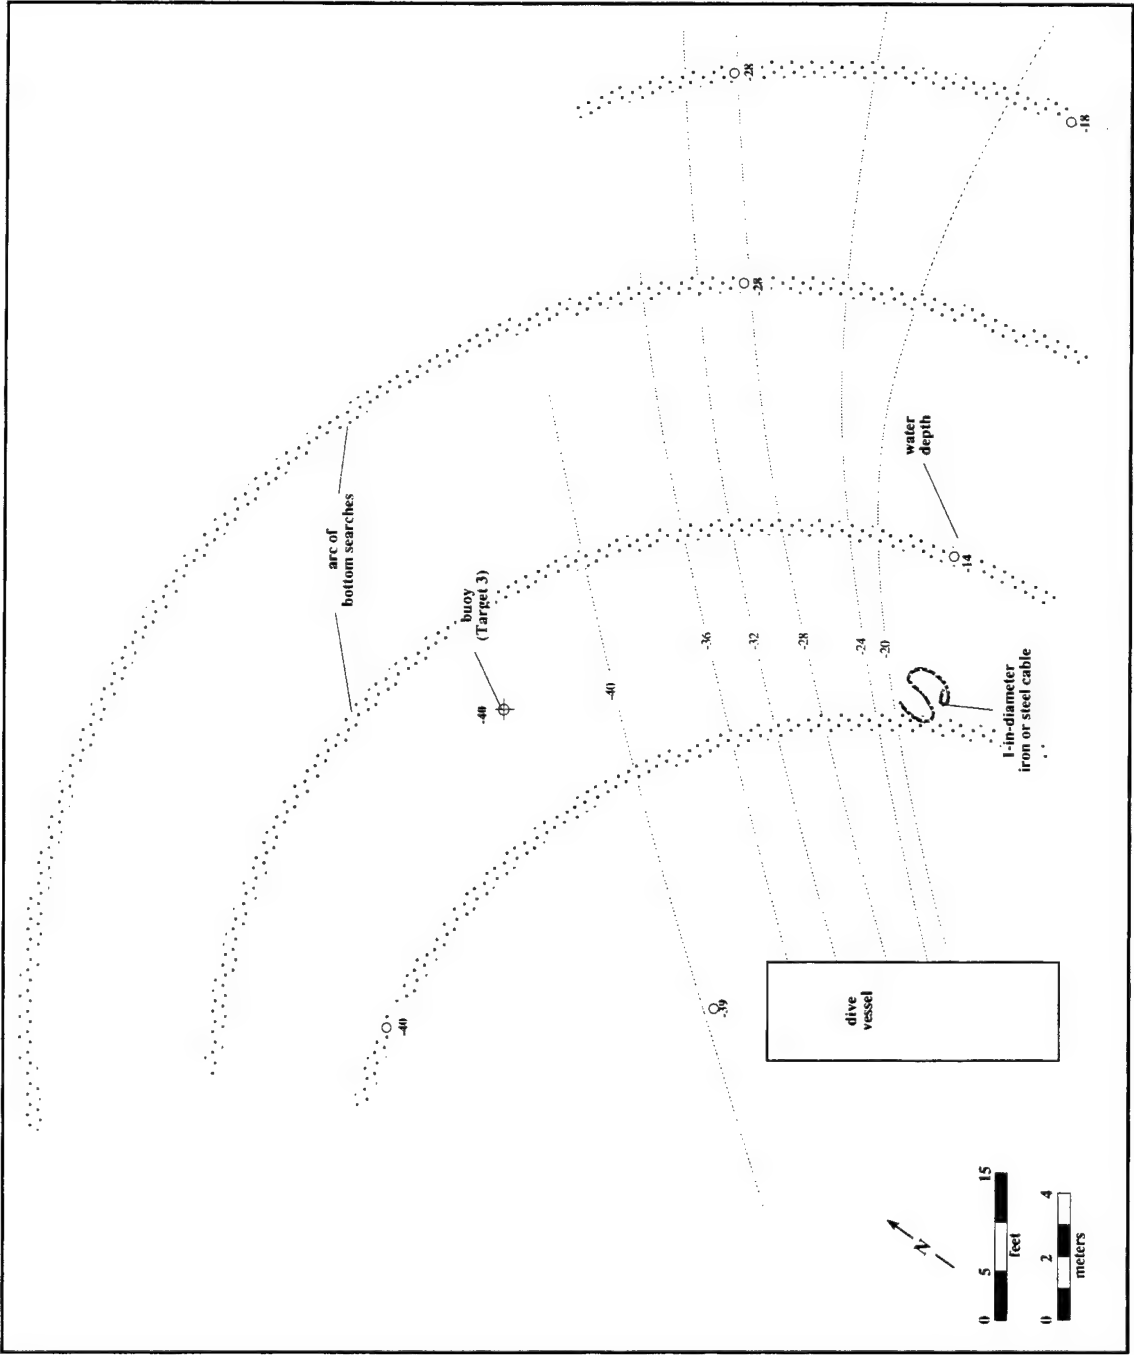 -28
-18
-28
water
depth
-14
arc of
bottom searches
buoy
(Target 3)
-40
-40
-36
-32
-28
-24
-20
1-in-diameter
iron or steel cable
-40
-39
dive
vessel
N
0 5 15
feet
0 2 4
meters